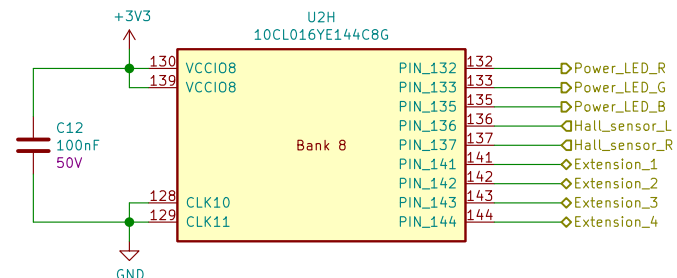 +3V3
U2H
10CL016YE144C8G
130 VCCIO8 PIN_132 132 Power_LED_R
139 VCCIO8 PIN_133 133 Power_LED_G
PIN_135 135 Power_LED_B
C12 PIN_136 136 Hall_sensor_L
100nF Bank 8 PIN_137 137 Hall_sensor_R
50V PIN_141 141 Extension_1
PIN_142 142 Extension_2
128 CLK10 PIN_143 143 Extension_3
129 CLK11 PIN_144 144 Extension_4
GND